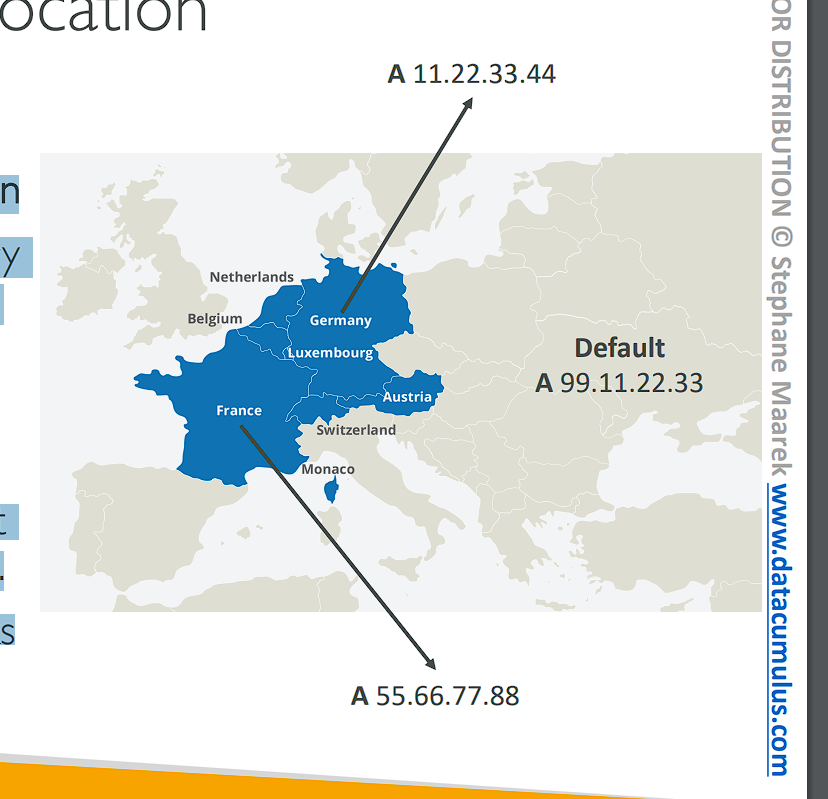 ocation
A 11.22.33.44
n
y
Netherlands
Belgium
Germany
Luxembourg
Default
A 99.11.22.33
Austria
France
Switzerland
Monaco
t
.
s
A 55.66.77.88
OR DISTRIBUTION © Stephane Maarek www.datacumulus.com